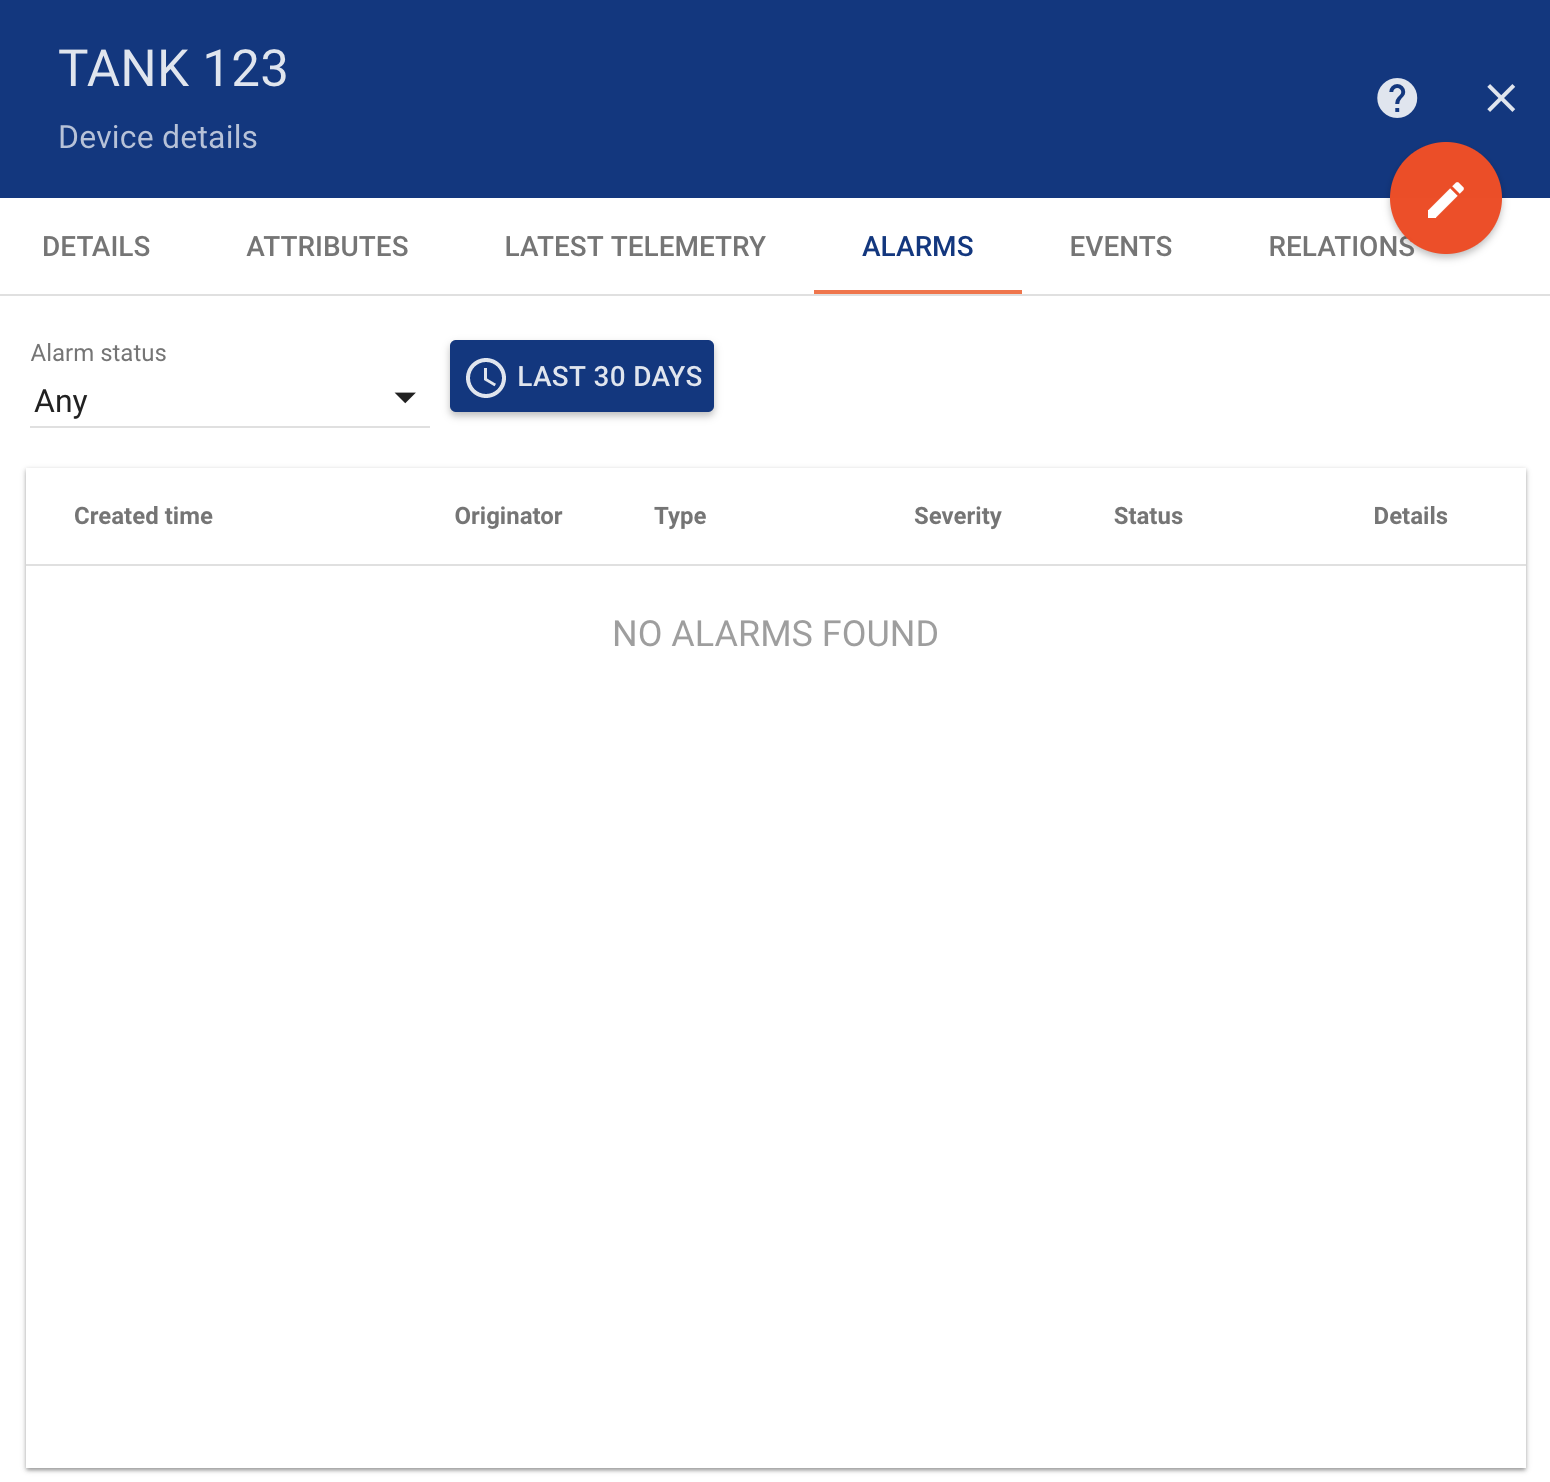 TANK 123
Device details
DETAILS ATTRIBUTES LATEST TELEMETRY ALARMS EVENTS RELATIONS
Alarm status
Any
LAST 30 DAYS
Created time Originator Type Severity Status Details
NO ALARMS FOUND